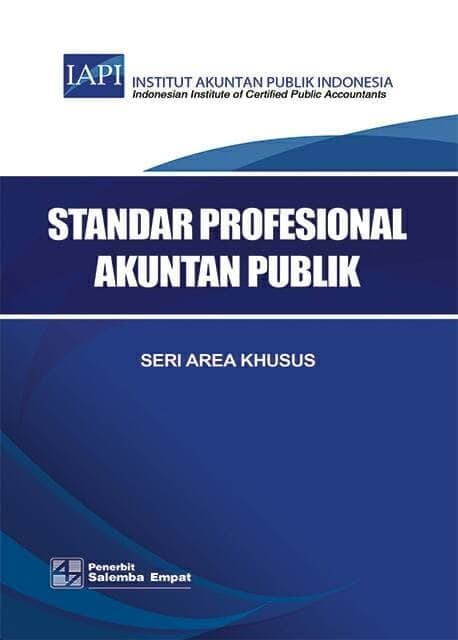 IAPI
INSTITUT AKUNTAN PUBLIK INDONESIA
Indonesian Institute of Certified Public Accountants
STANDAR PROFESIONAL
AKUNTAN PUBLIK
SERI AREA KHUSUS
Penerbit
Salemba Empat